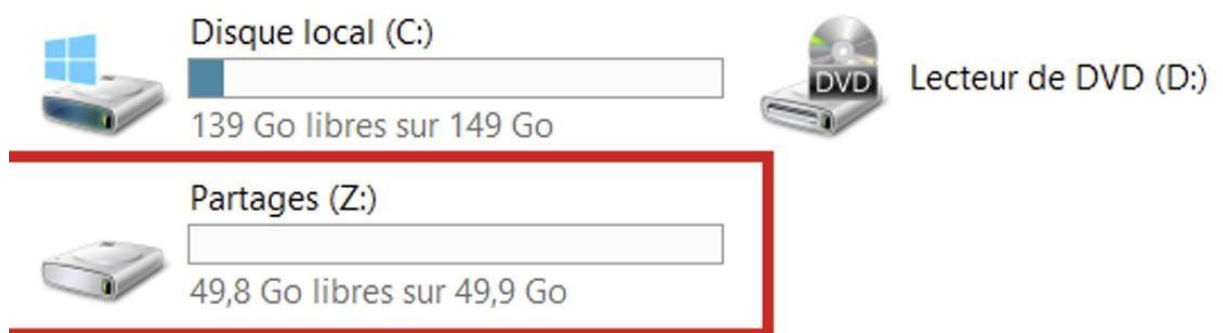 Disque local (C:)
139 Go libres sur 149 Go
DVD
Lecteur de DVD (D:)
Partages (Z:)
49,8 Go libres sur 49,9 Go